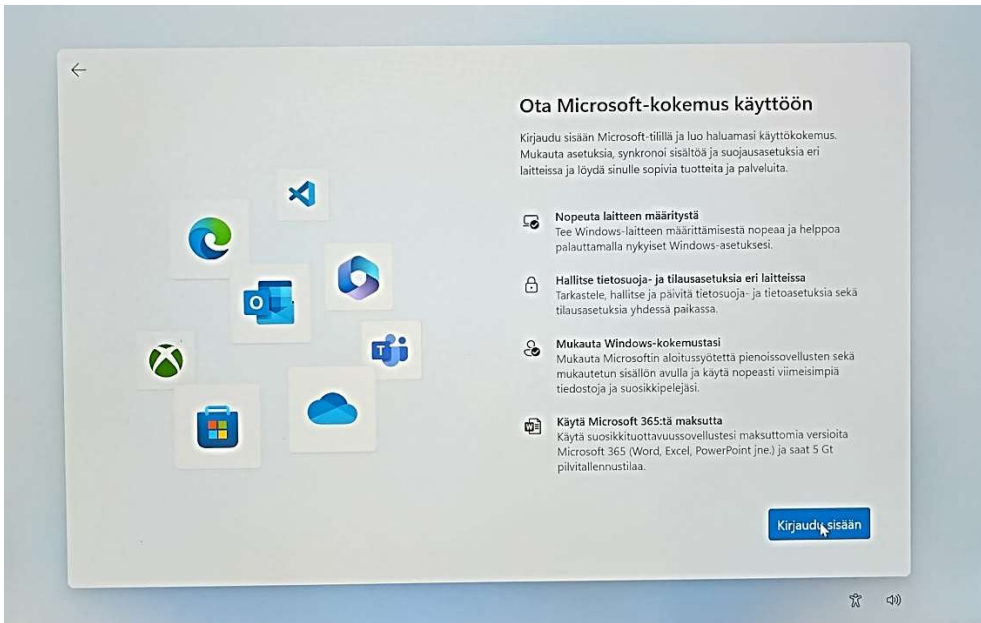 Ota Microsoft-kokemus käyttöön
Kirjaudu sisään Microsoft-tilillä ja luo haluamasi käyttökokemus.
Mukauta asetuksia, synkronoi sisältöä ja suojausasetuksia eri
laitteissa ja löydä sinulle sopivia tuotteita ja palveluita.
Nopeuta laitteen määritystä
Tee Windows-laitteen määrittämisestä nopeaa ja helppoa
palauttamalla nykyiset Windows-asetuksesi.
Hallitse tietosuoja- ja tilausasetuksia eri laitteissa
Tarkastele, hallitse ja päivitä tietosuoja- ja tietoasetuksia sekä
tilausasetuksia yhdessä paikassa.
Mukauta Windows-kokemustasi
Mukauta Microsoftin aloitussyötettä pienoissovellusten sekä
mukautetun sisällön avulla ja käytä nopeasti viimeisimpiä
tiedostoja ja suosikkipelejäsi.
Käytä Microsoft 365:tä maksutta
Käytä suosikkituottavuussovellustesi maksuttomia versioita
Microsoft 365 (Word, Excel, PowerPoint jne.) ja saat 5 Gt
pilvitallennustilaa.
Kirjaudu sisään